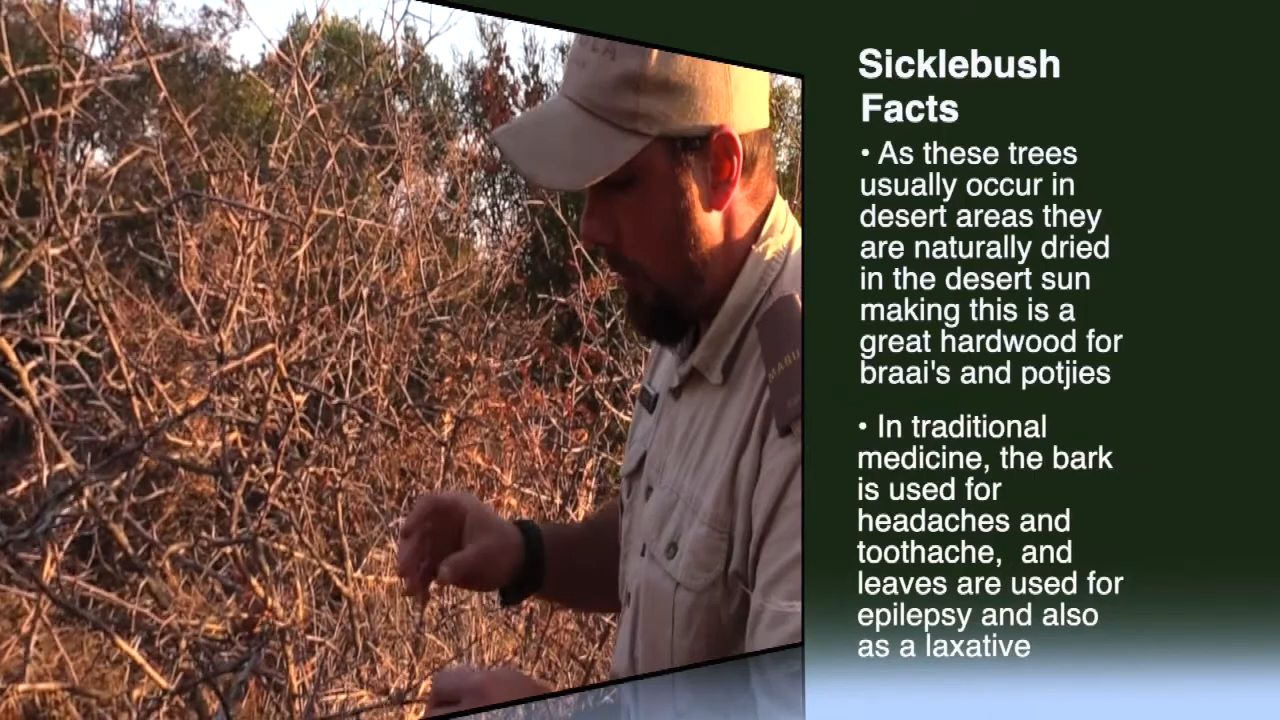 Sicklebush
Facts
• As these trees
usually occur in
desert areas they
are naturally dried
in the desert sun
making this is a
great hardwood for
braai's and potjies
• In traditional
medicine, the bark
is used for
headaches and
toothache,  and
leaves are used for
epilepsy and also
as a laxative